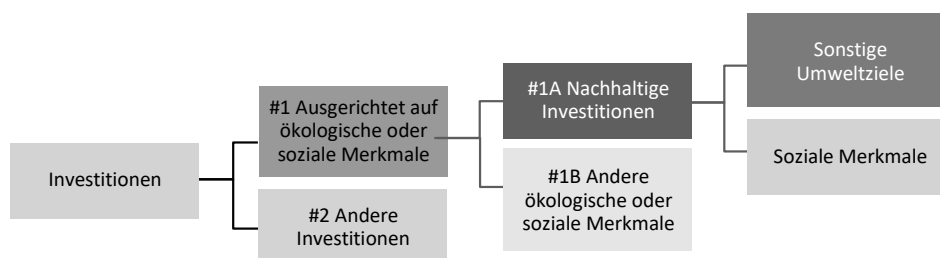 Investitionen
#1 Ausgerichtet auf
ökologische oder
soziale Merkmale
#2 Andere
Investitionen
#1A Nachhaltige
Investitionen
#1B Andere
ökologische oder
soziale Merkmale
Sonstige
Umweltziele
Soziale Merkmale